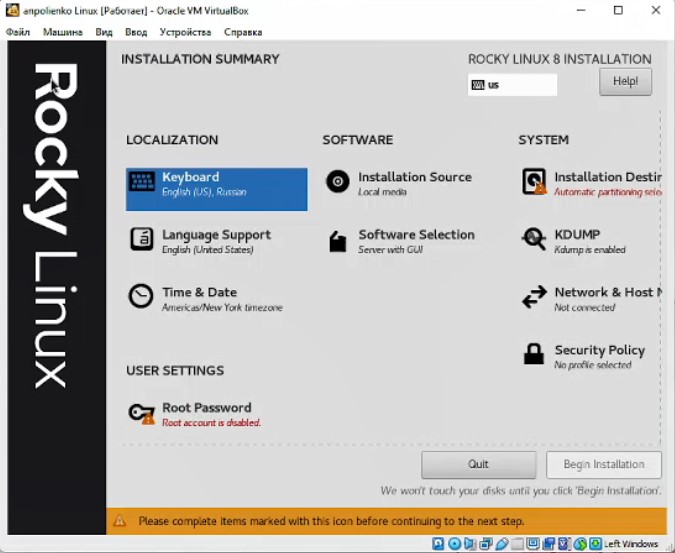 anpolienko Linux [Работает] - Oracle VM VirtualBox
Файл Машина Вид Ввод Устройства Справка
Rocky Linux
INSTALLATION SUMMARY
ROCKY LINUX 8 INSTALLATION
us
Help!
LOCALIZATION
Keyboard
English (US), Russian
Language Support
English (United States)
Time & Date
Americas/New York timezone
SOFTWARE
Installation Source
Local media
Software Selection
Server with GUI
SYSTEM
Installation Destin
Automatic partitioning sele
KDUMP
Kdump is enabled
Network & Host N
Not connected
Security Policy
No profile selected
USER SETTINGS
Root Password
Root account is disabled.
Quit
Begin Installation
We won't touch your disks until you click 'Begin Installation'.
Please complete items marked with this icon before continuing to the next step.
Left Windows